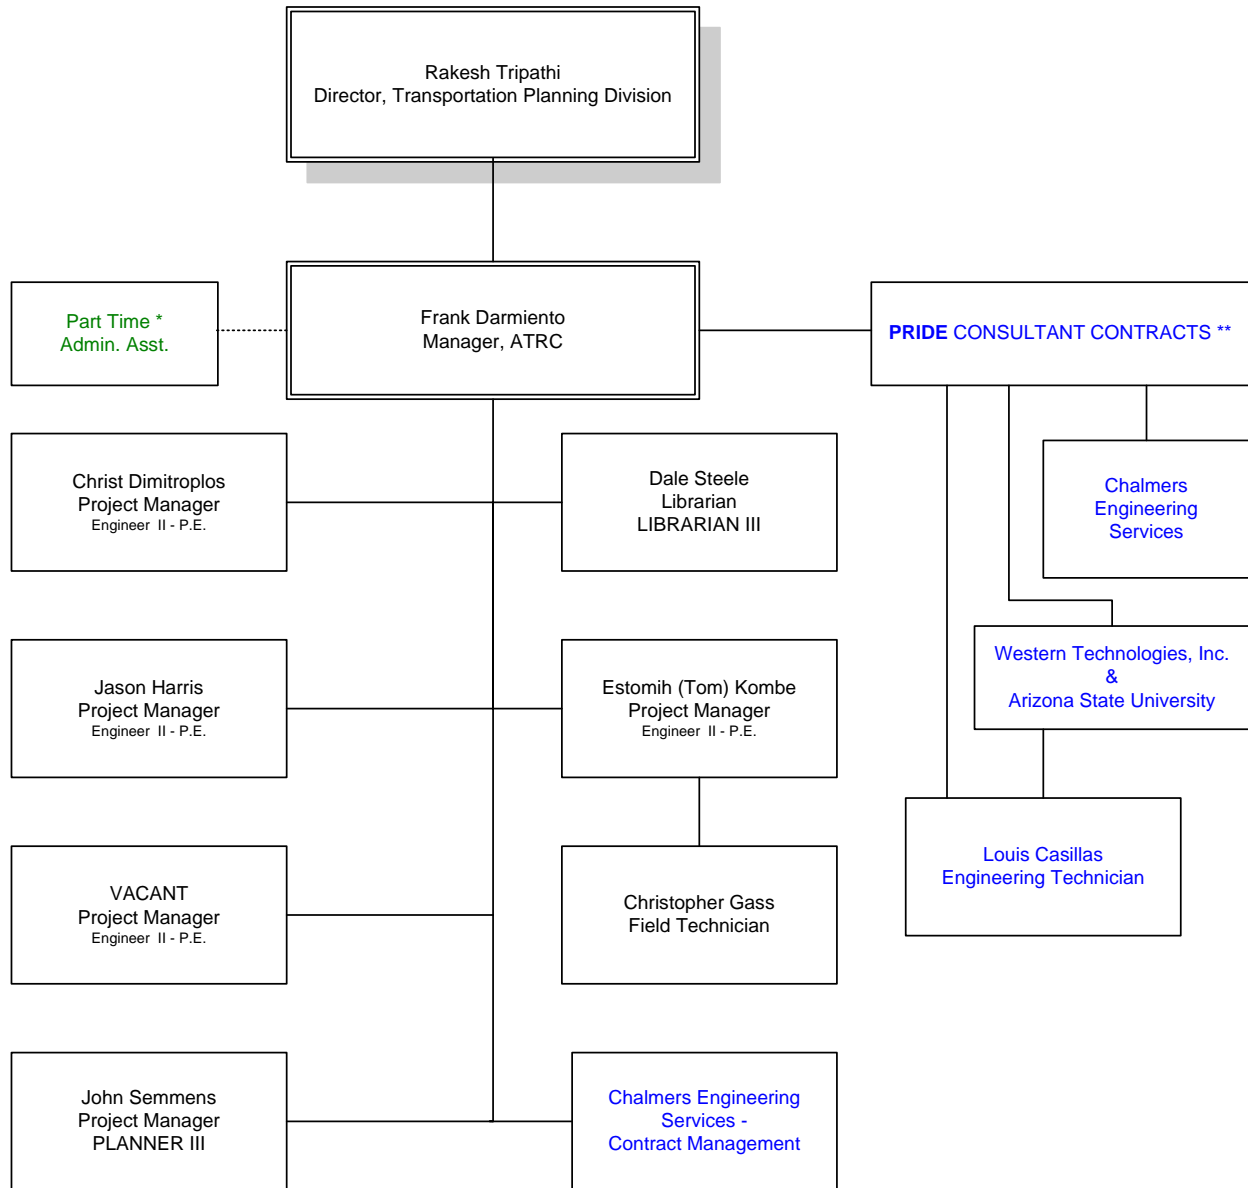 Rakesh Tripathi
Director, Transportation Planning Division
Part Time *
Admin. Asst.
Frank Darmiento
Manager, ATRC
PRIDE CONSULTANT CONTRACTS **
Christ Dimitroplos
Project Manager
Engineer II - P.E.
Dale Steele
Librarian
LIBRARIAN III
Chalmers
Engineering
Services
Jason Harris
Project Manager
Engineer II - P.E.
Estomih (Tom) Kombe
Project Manager
Engineer II - P.E.
Western Technologies, Inc.
&
Arizona State University
VACANT
Project Manager
Engineer II - P.E.
Christopher Gass
Field Technician
Louis Casillas
Engineering Technician
John Semmens
Project Manager
PLANNER III
Chalmers Engineering
Services -
Contract Management